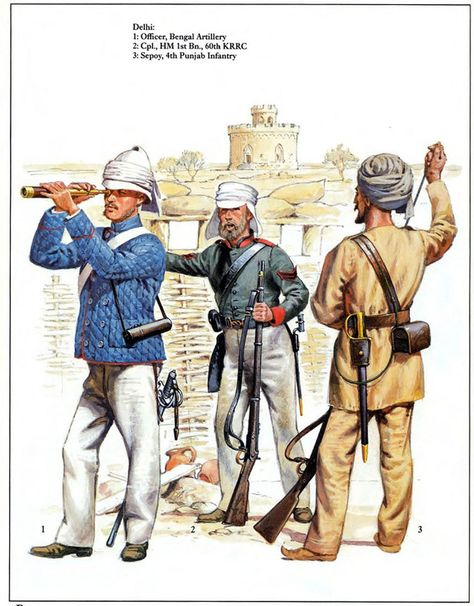 Delhi:
1: Officer, Bengal Artillery
2: Cpl., HM 1st Bn., 60th KRRC
3: Sepoy, 4th Punjab Infantry
1
2
3